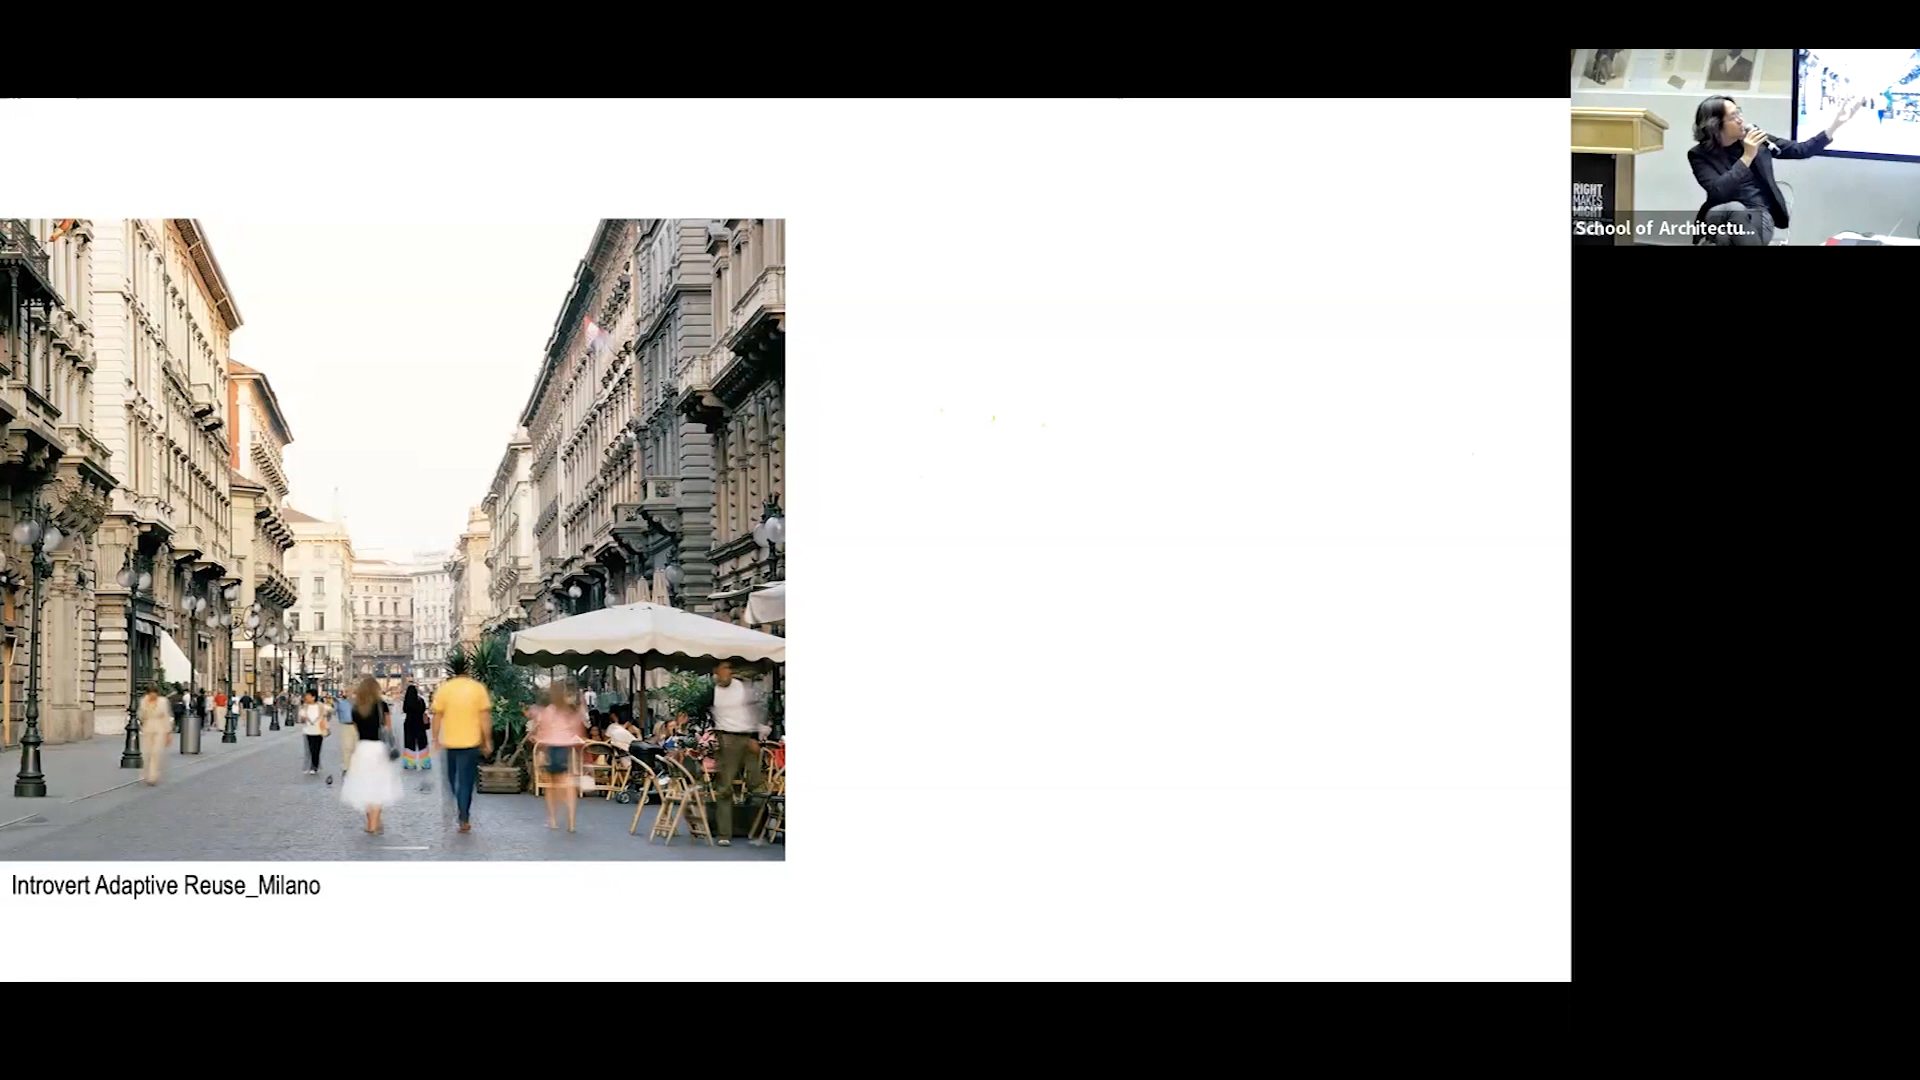 RIGHT
MAKES
MIGHT
School of Architectu...
Introvert Adaptive Reuse_Milano